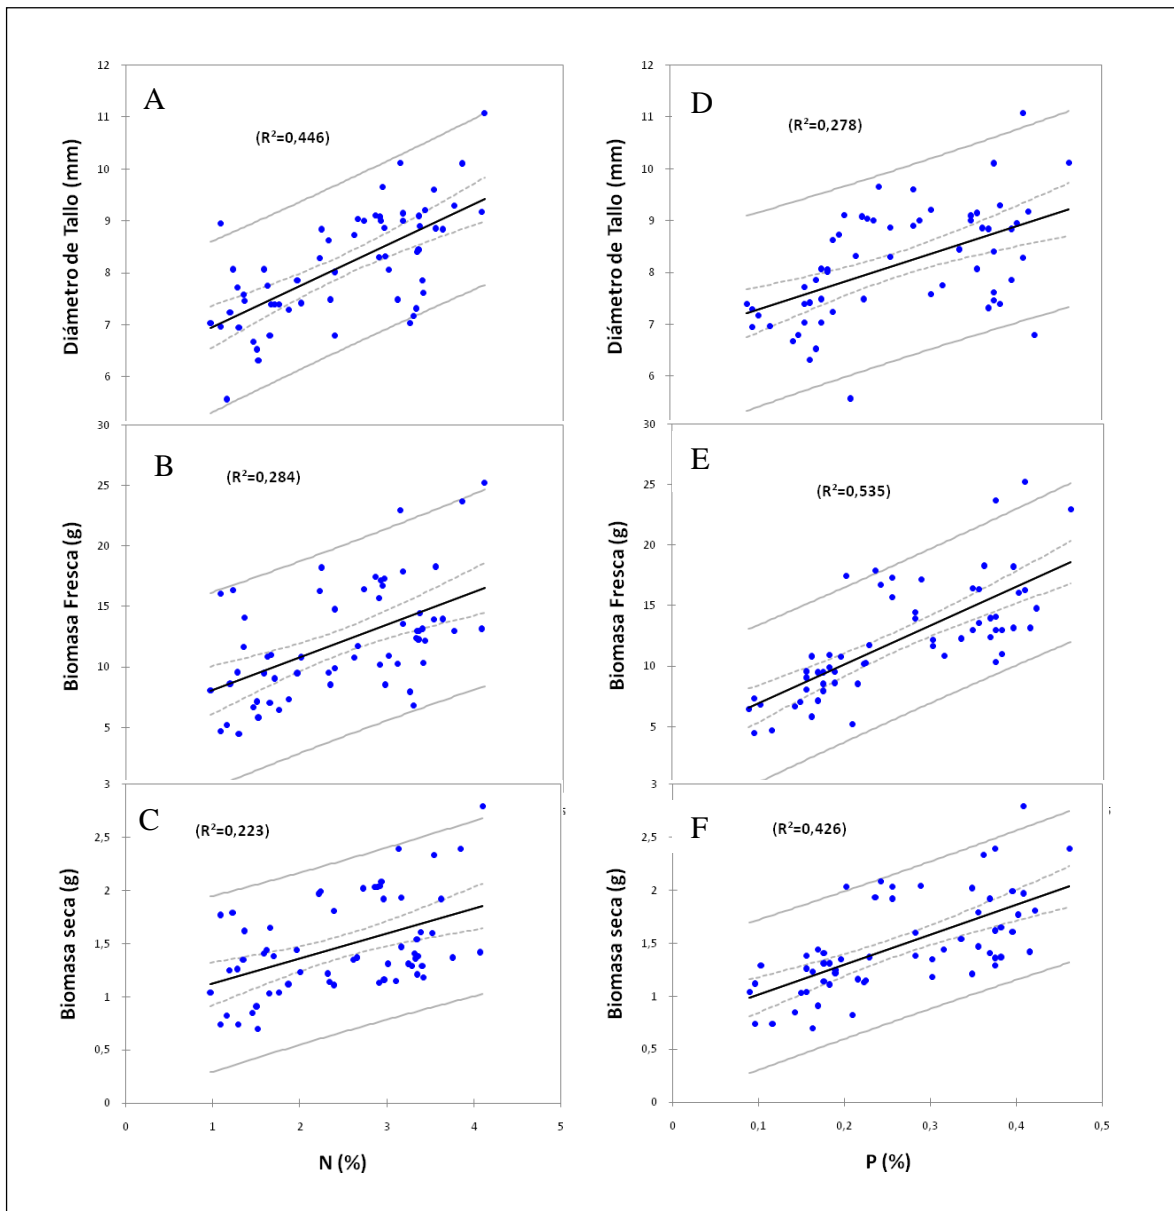 A
(R²=0,446)
Diámetro de Tallo (mm)
12
11
10
9
8
7
6
D
(R²=0,278)
Diámetro de Tallo (mm)
12
11
10
9
8
7
6
B
(R²=0,284)
Biomasa Fresca (g)
30
25
20
15
10
5
E
(R²=0,535)
Biomasa Fresca (g)
30
25
20
15
10
5
C
(R²=0,223)
Biomasa seca (g)
3
2,5
2
1,5
1
0,5
0
0 1 2 3 4 5
N (%)
F
(R²=0,426)
Biomasa seca (g)
3
2,5
2
1,5
1
0,5
0
0 0,1 0,2 0,3 0,4 0,5
P (%)